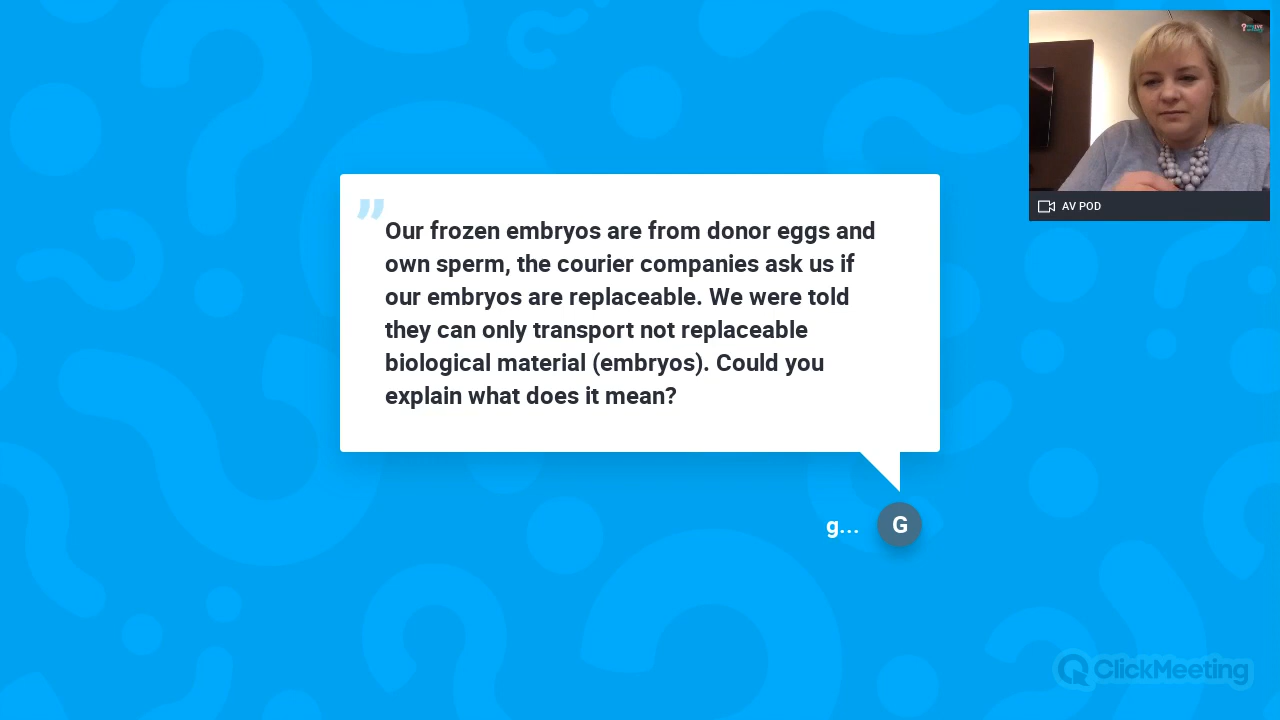 AV POD
”
Our frozen embryos are from donor eggs and
own sperm, the courier companies ask us if
our embryos are replaceable. We were told
they can only transport not replaceable
biological material (embryos). Could you
explain what does it mean?
g... G
ClickMeeting